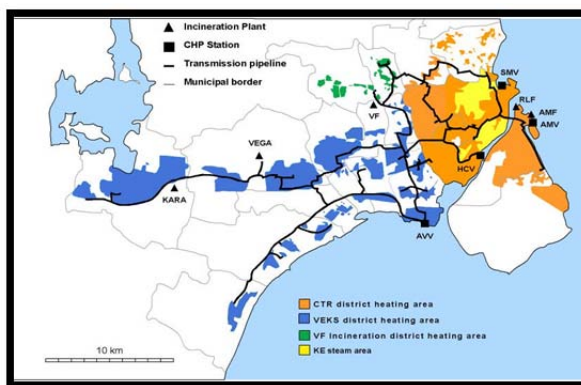 Incineration Plant
CHP Station
Transmission pipeline
Municipal border
SMV
RLF
AMF
AMV
VF
VEGA
HCV
KARA
AVV
CTR district heating area
VEKS district heating area
VF Incineration district heating area
KE steam area
10 km